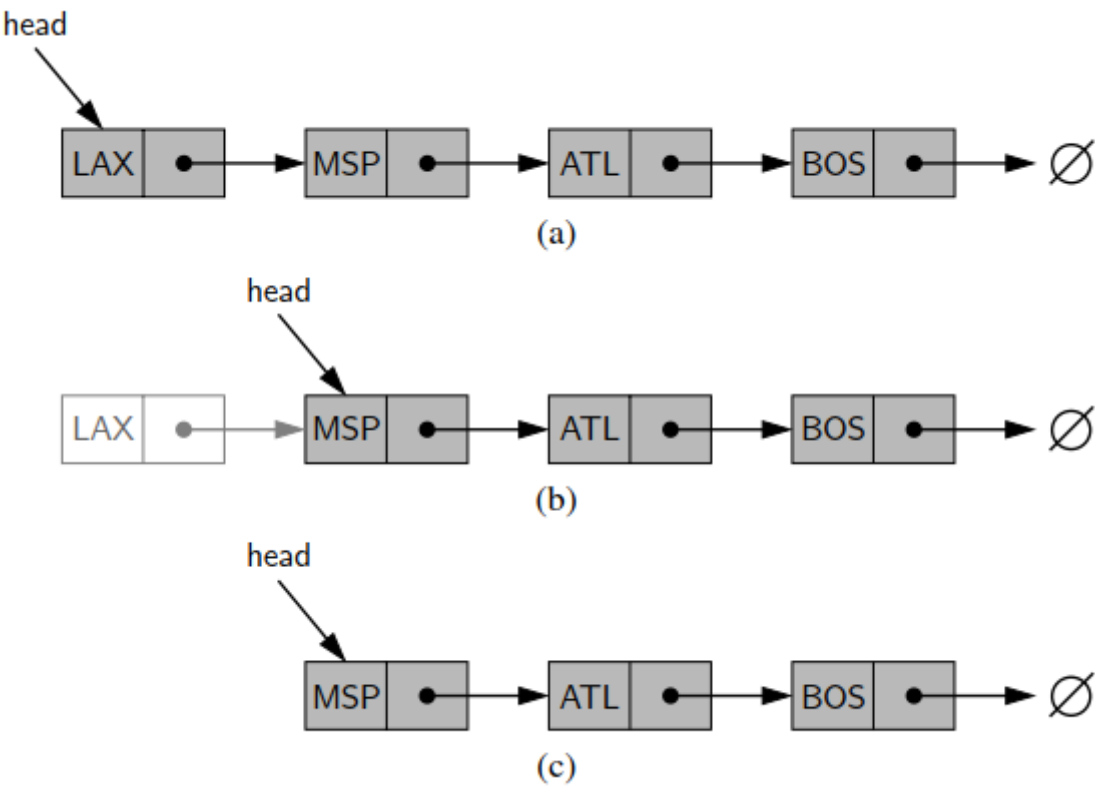 head
LAX MSP ATL BOS ∅
(a)
head
LAX MSP ATL BOS ∅
(b)
head
MSP ATL BOS ∅
(c)